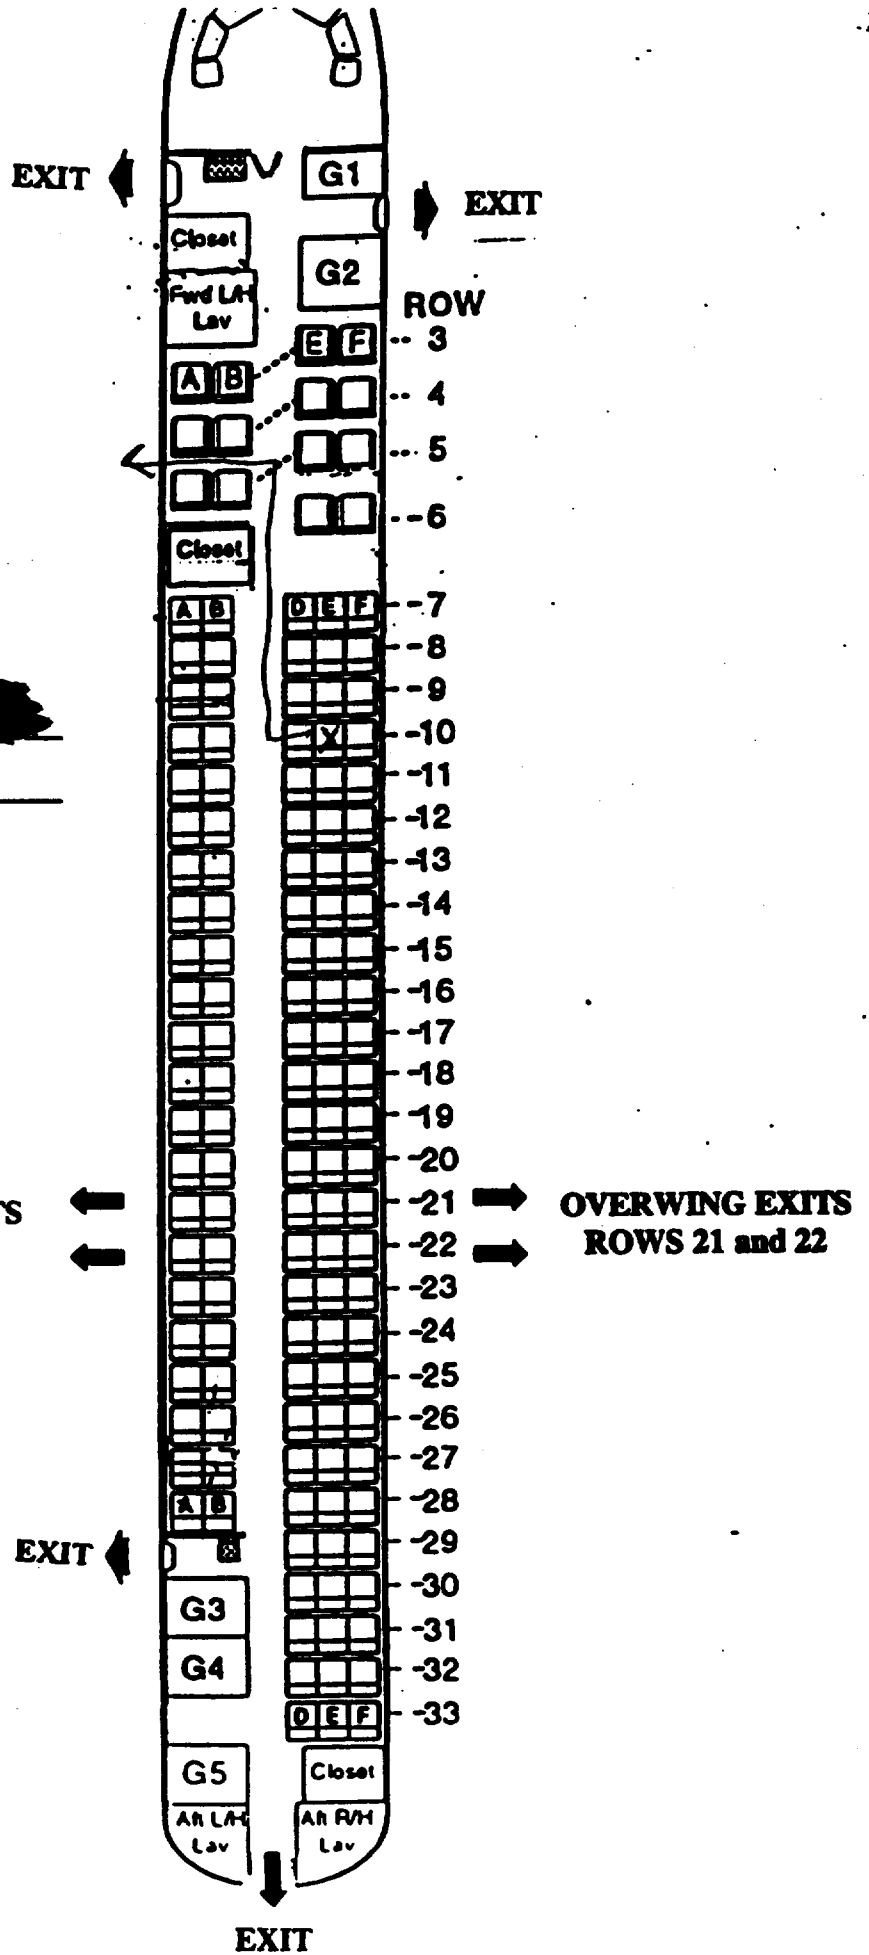 EXIT
G1
EXIT
Closet
G2
Fwd L/H
Lav
ROW
E F -- 3
A B
-- 4
-- 5
--6
Closet
A B D E F --7
--8
--9
X --10
--11
--12
--13
--14
--15
--16
--17
--18
--19
--20
TS --21 OVERWING EXITS
--22 ROWS 21 and 22
--23
--24
--25
--26
--27
A B --28
EXIT --29
G3 --30
--31
G4 --32
D E F --33
G5 Closet
Aft L/H Aft R/H
Lav Lav
EXIT